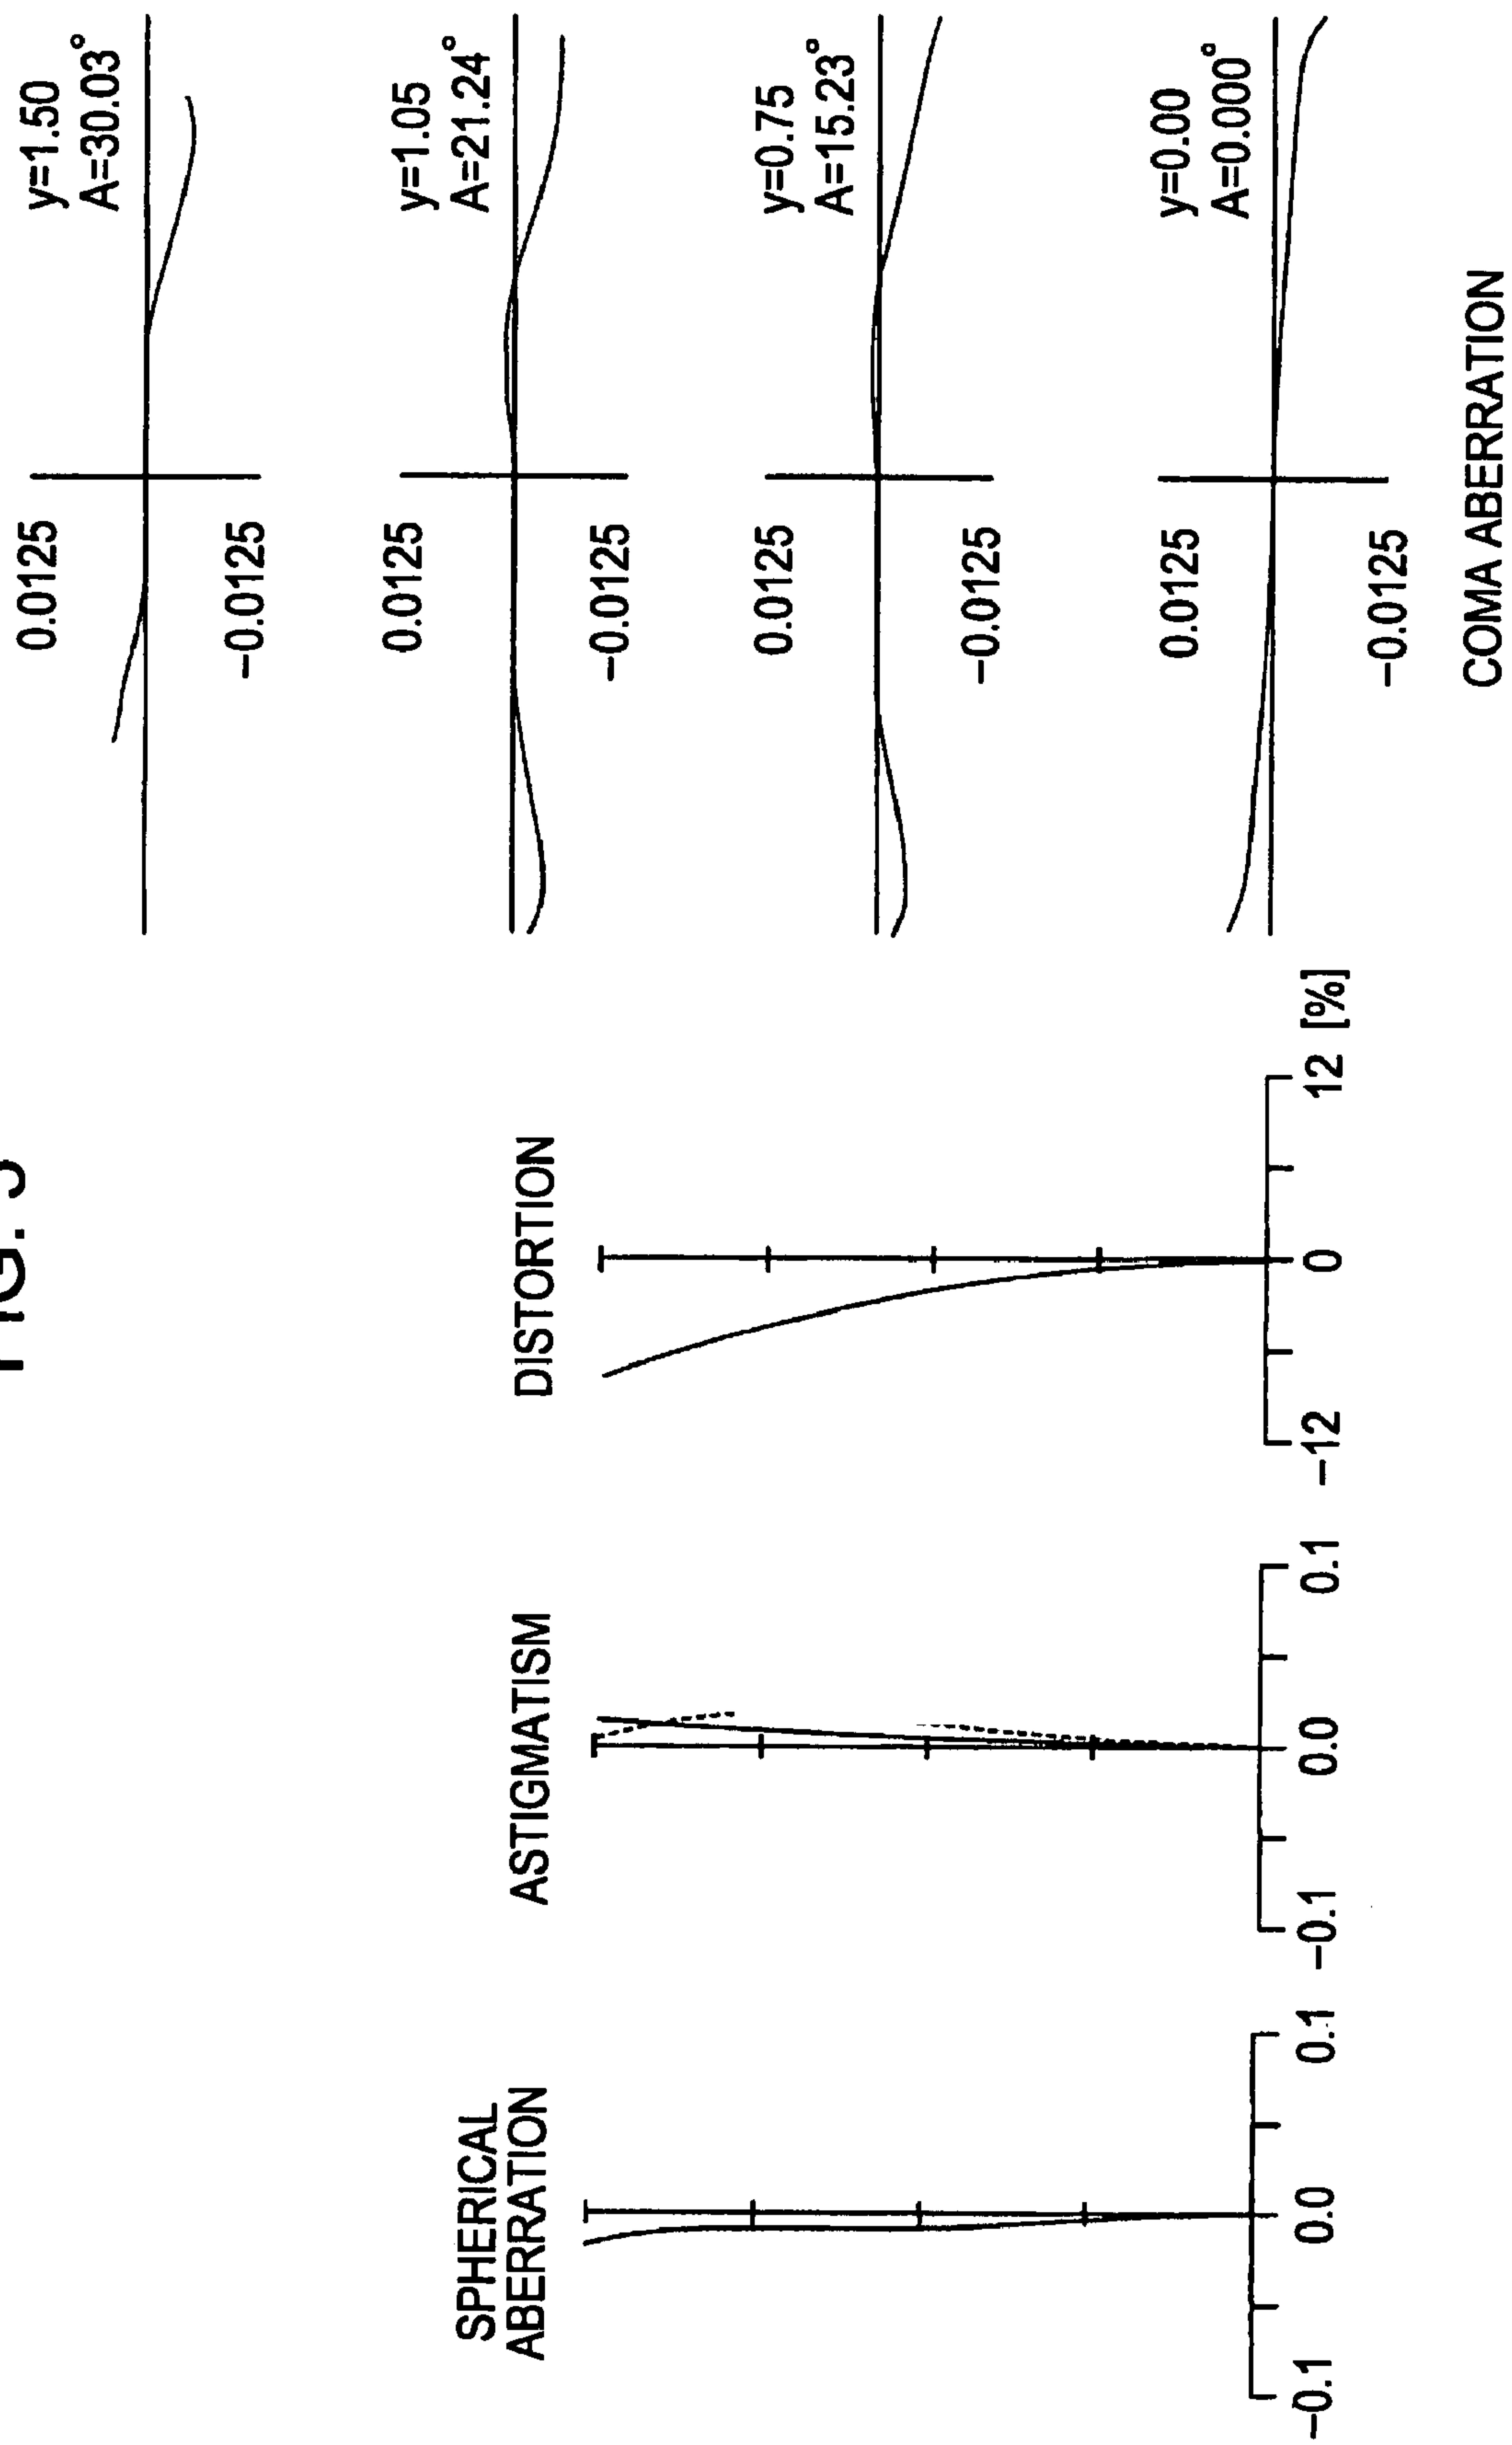 SPHERICAL
ABERRATION
-0.1
0.0
0.1
ASTIGMATISM
-0.1
0.0
0.1
DISTORTION
-12
0
12 [%]
0.0125
-0.0125
y=1.50
A=30.03°
0.0125
-0.0125
y=1.05
A=21.24°
0.0125
-0.0125
y=0.75
A=15.23°
0.0125
-0.0125
y=0.00
A=0.000°
COMA ABERRATION